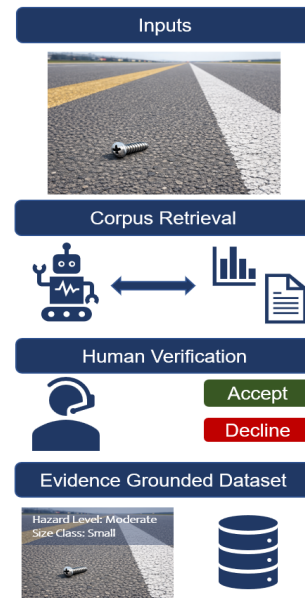 Inputs
Corpus Retrieval
Human Verification
Accept
Decline
Evidence Grounded Dataset
Hazard Level: Moderate
Size Class: Small